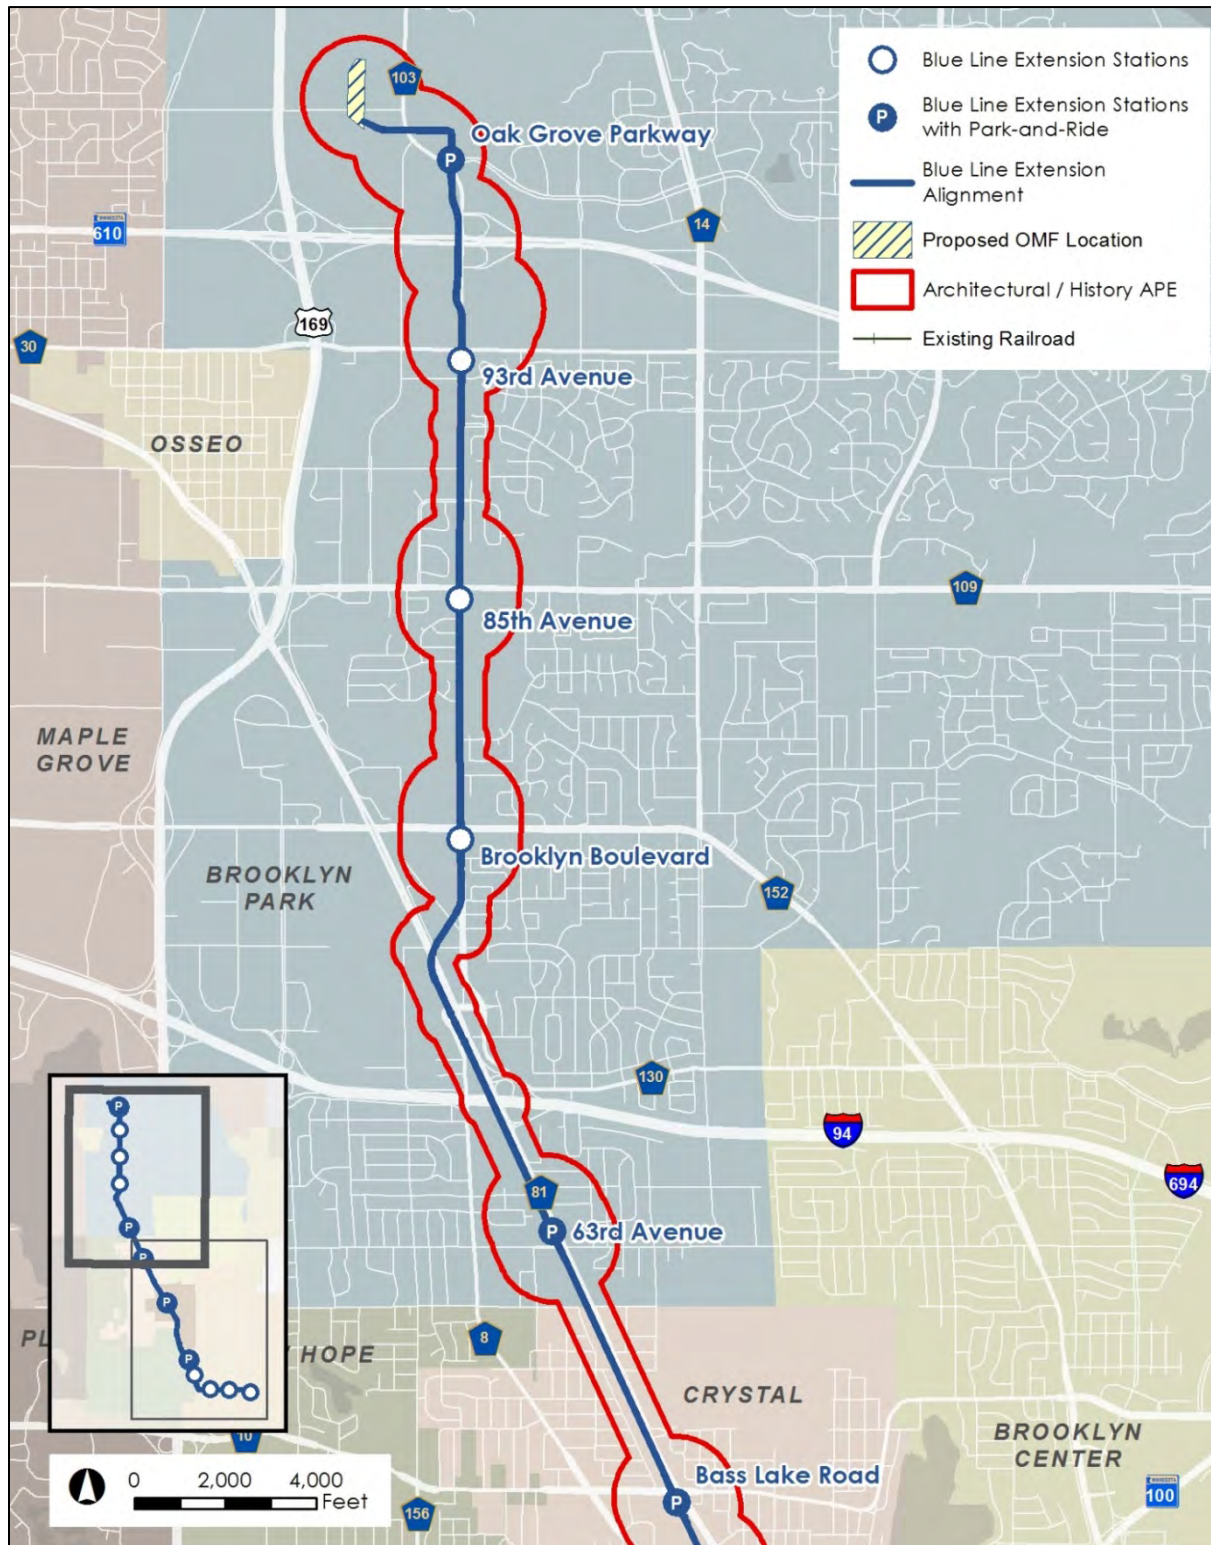 Blue Line Extension Stations
P
Blue Line Extension Stations
with Park-and-Ride
Blue Line Extension
Alignment
Proposed OMF Location
Architectural / History APE
Existing Railroad
103
Oak Grove Parkway
P
14
MINNESOTA
610
169
30
93rd Avenue
OSSEO
109
85th Avenue
MAPLE
GROVE
Brooklyn Boulevard
BROOKLYN
PARK
152
130
94
694
81
P
63rd Avenue
P
P
P
P
P
PL
HOPE
8
CRYSTAL
BROOKLYN
CENTER
10
Bass Lake Road
P
MINNESOTA
100
156
0 2,000 4,000
Feet